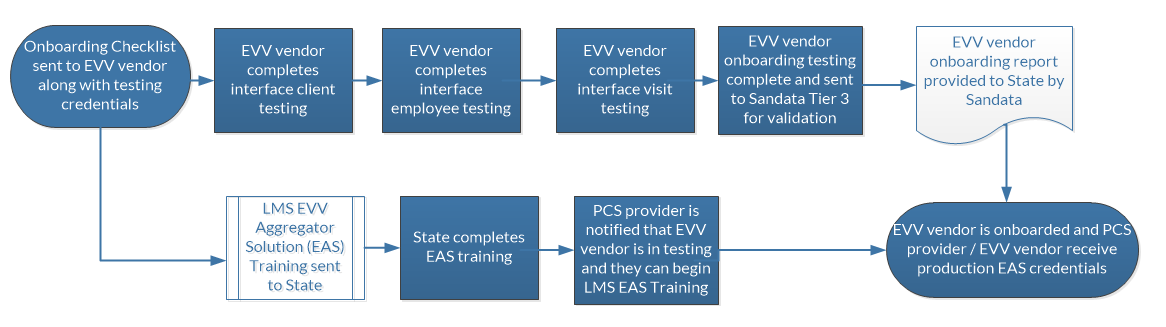 Onboarding Checklist
sent to EVV vendor
along with testing
credentials
EVV vendor
completes
interface client
testing
EVV vendor
completes
interface
employee testing
EVV vendor
completes
interface visit
testing
EVV vendor
onboarding testing
complete and sent
to Sandata Tier 3
for validation
EVV vendor
onboarding report
provided to State by
Sandata
LMS EVV
Aggregator
Solution (EAS)
Training sent
to State
State completes
EAS training
PCS provider is
notified that EVV
vendor is in testing
and they can begin
LMS EAS Training
EVV vendor is onboarded and PCS
provider / EVV vendor receive
production EAS credentials